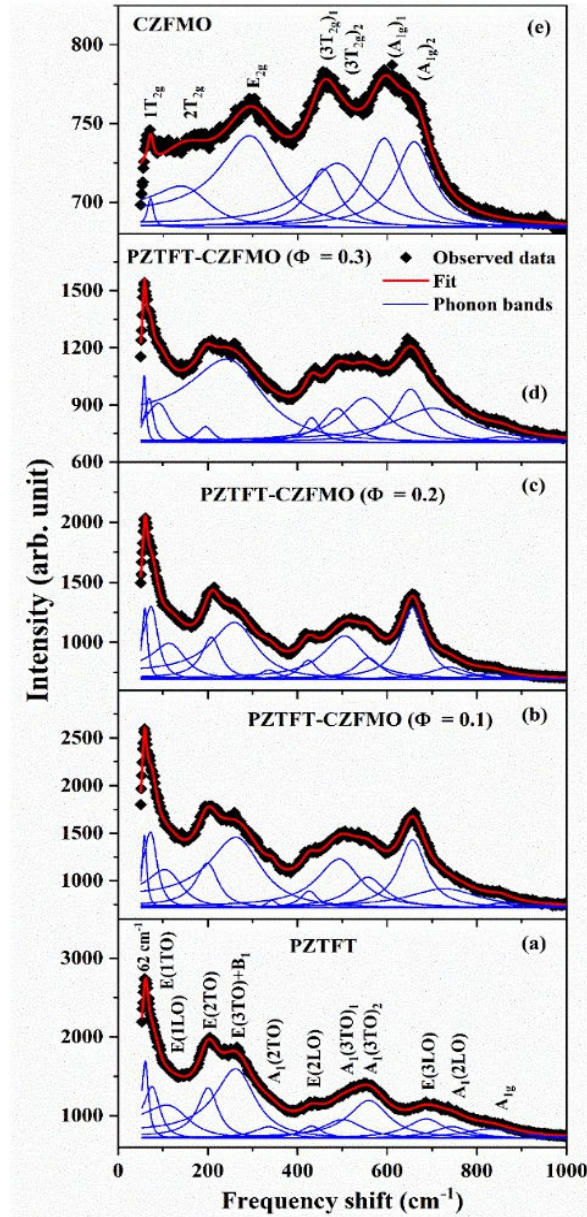 CZFMO
(e)
1T2g
2T2g
E2g
(3T2g)1
(3T2g)2
(A1g)1
(A1g)2
800
750
700
PZTFT-CZFMO (Φ = 0.3)
Observed data
Fit
Phonon bands
(d)
1500
1200
900
600
PZTFT-CZFMO (Φ = 0.2)
(c)
2000
1500
1000
PZTFT-CZFMO (Φ = 0.1)
(b)
2500
2000
1500
1000
PZTFT
(a)
62 cm-1
E(1TO)
E(1LO)
E(2TO)
E(3TO)+B1
A1(2TO)
E(2LO)
A1(3TO)1
A1(3TO)2
E(3LO)
A1(2LO)
A1g
3000
2000
1000
0 200 400 600 800 1000
Frequency shift (cm-1)
Intensity (arb. unit)